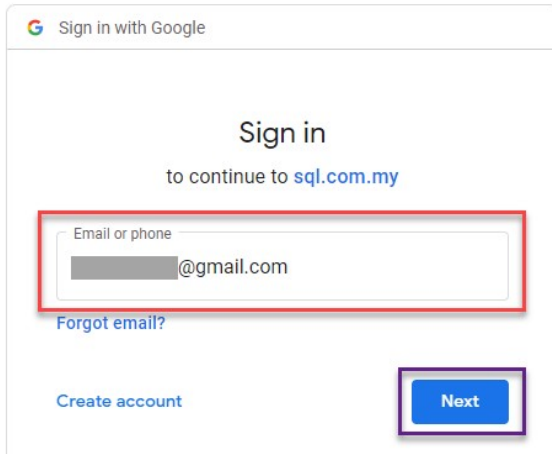 Sign in with Google
Sign in
to continue to sql.com.my
Email or phone
@gmail.com
Forgot email?
Create account
Next